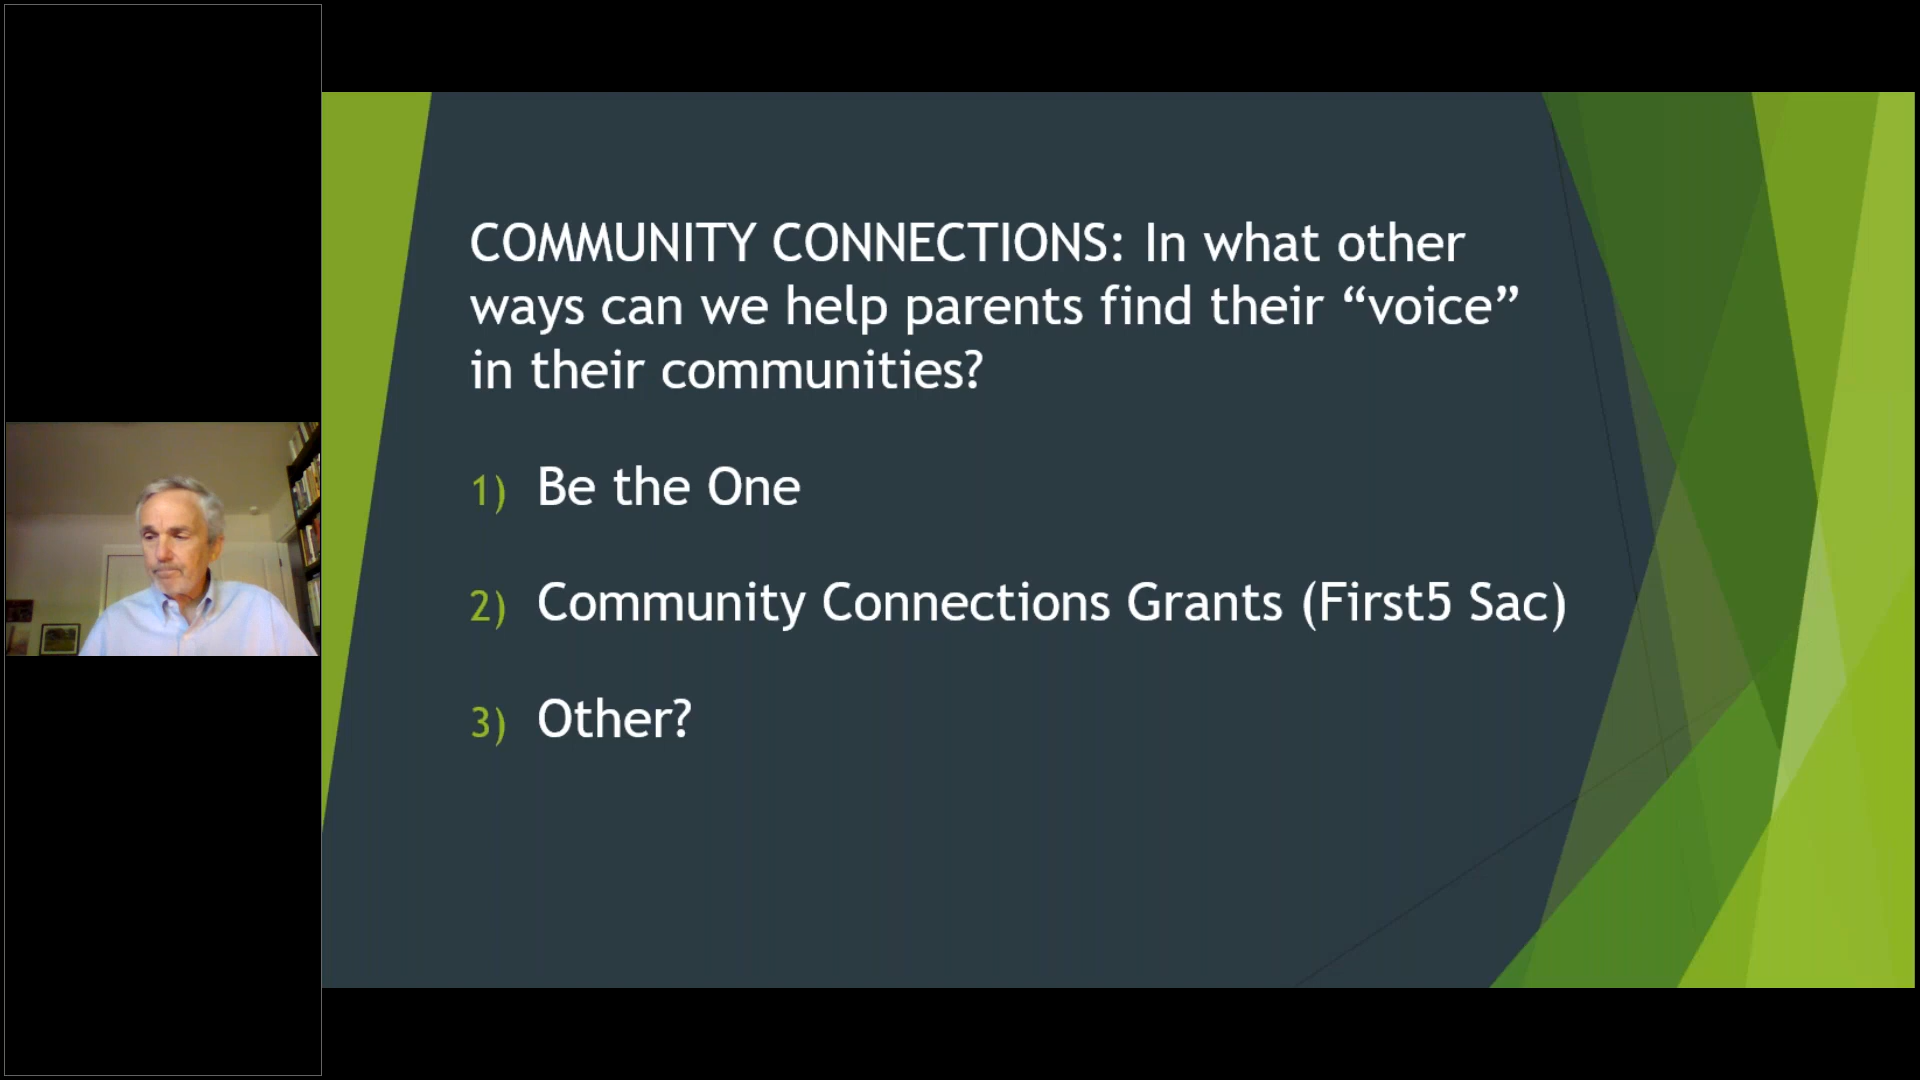 COMMUNITY CONNECTIONS: In what other
ways can we help parents find their “voice”
in their communities?
1) Be the One
2) Community Connections Grants (First5 Sac)
3) Other?